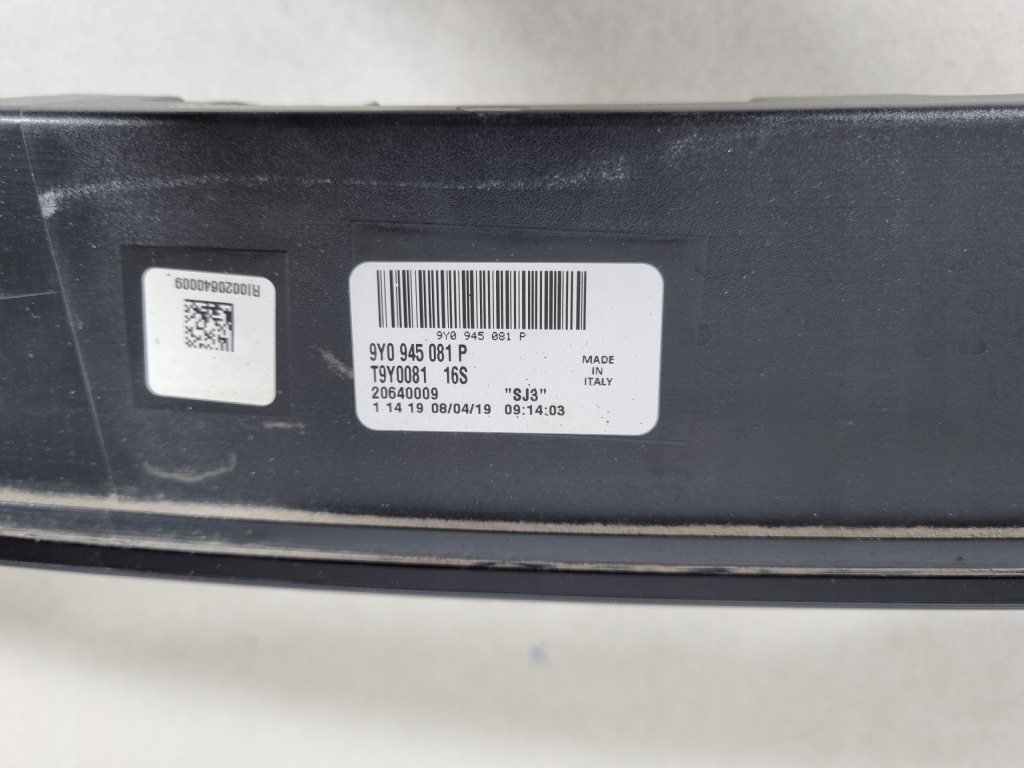 RI0020640009
9Y0 945 081 P
9Y0 945 081 P
T9Y0081 16S
20640009 "SJ3"
1 14 19 08/04/19 09:14:03
MADE
IN
ITALY